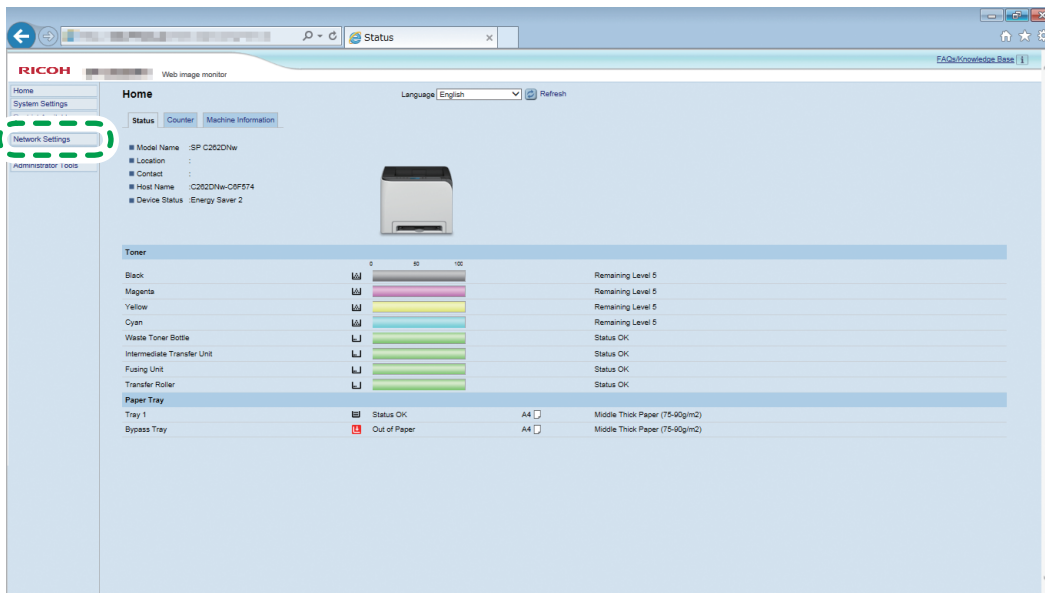 Status
FAQs/Knowledge Base
RICOH Web image monitor
Home
System Settings
Network Settings
Administrator Tools
Home
Language English Refresh
Status Counter Machine Information
Model Name :SP C262DNw
Location :
Contact :
Host Name :C262DNw-C6F574
Device Status :Energy Saver 2
Toner
0 50 100
Black Remaining Level 5
Magenta Remaining Level 5
Yellow Remaining Level 5
Cyan Remaining Level 5
Waste Toner Bottle Status OK
Intermediate Transfer Unit Status OK
Fusing Unit Status OK
Transfer Roller Status OK
Paper Tray
Tray 1 Status OK A4 Middle Thick Paper (75-90g/m2)
Bypass Tray Out of Paper A4 Middle Thick Paper (75-90g/m2)